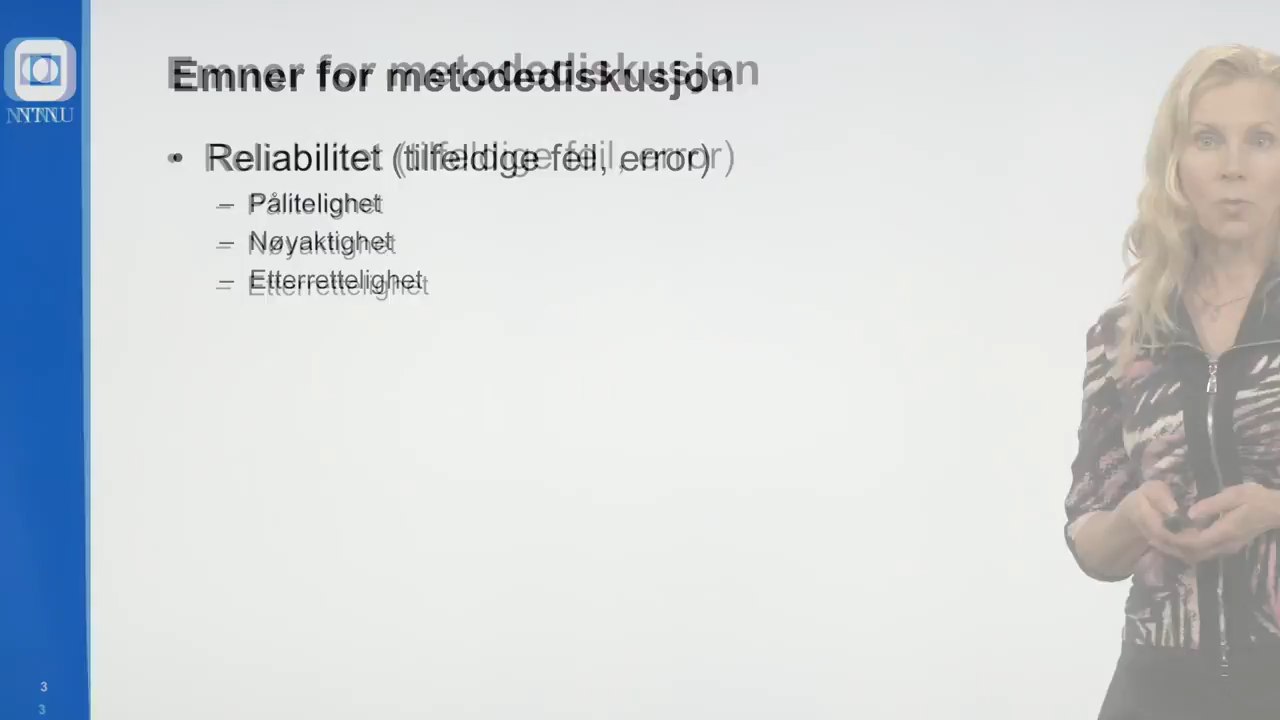 NTNU
Emner for metodediskusjon
• Reliabilitet (tilfeldige feil, error)
– Pålitelighet
– Nøyaktighet
– Etterrettelighet
3
3